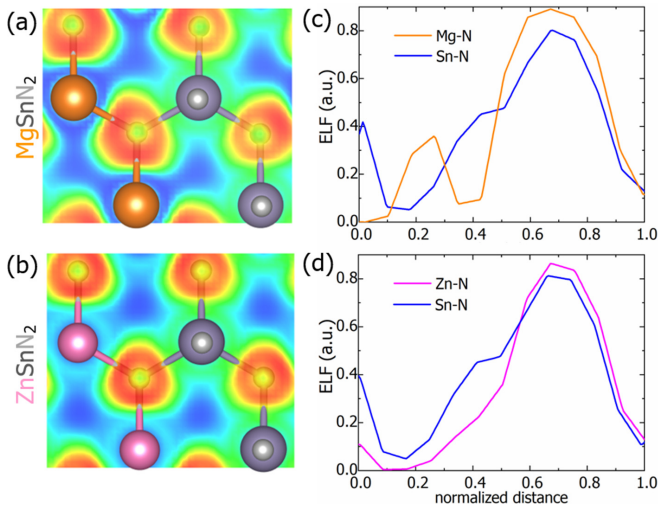 (a)
MgSnN₂
(b)
ZnSnN₂
(c)
Mg-N
Sn-N
ELF (a.u.)
0.8
0.6
0.4
0.2
0.0
0.0 0.2 0.4 0.6 0.8 1.0
(d)
Zn-N
Sn-N
ELF (a.u.)
0.8
0.6
0.4
0.2
0.0
0.0 0.2 0.4 0.6 0.8 1.0
normalized distance